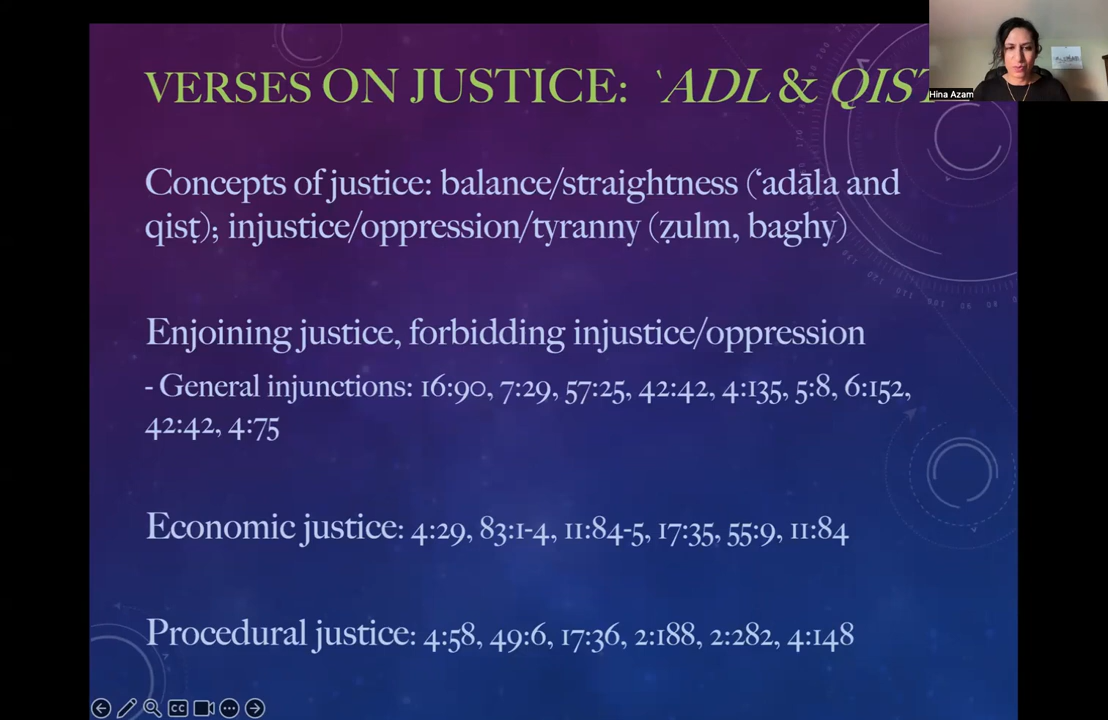 VERSES ON JUSTICE: ‛ADL & QIST
Hina Azam
Concepts of justice: balance/straightness (‘adāla and
qisṭ); injustice/oppression/tyranny (ẓulm, baghy)
Enjoining justice, forbidding injustice/oppression
- General injunctions: 16:90, 7:29, 57:25, 42:42, 4:135, 5:8, 6:152,
42:42, 4:75
Economic justice: 4:29, 83:1-4, 11:84-5, 17:35, 55:9, 11:84
Procedural justice: 4:58, 49:6, 17:36, 2:188, 2:282, 4:148
CC